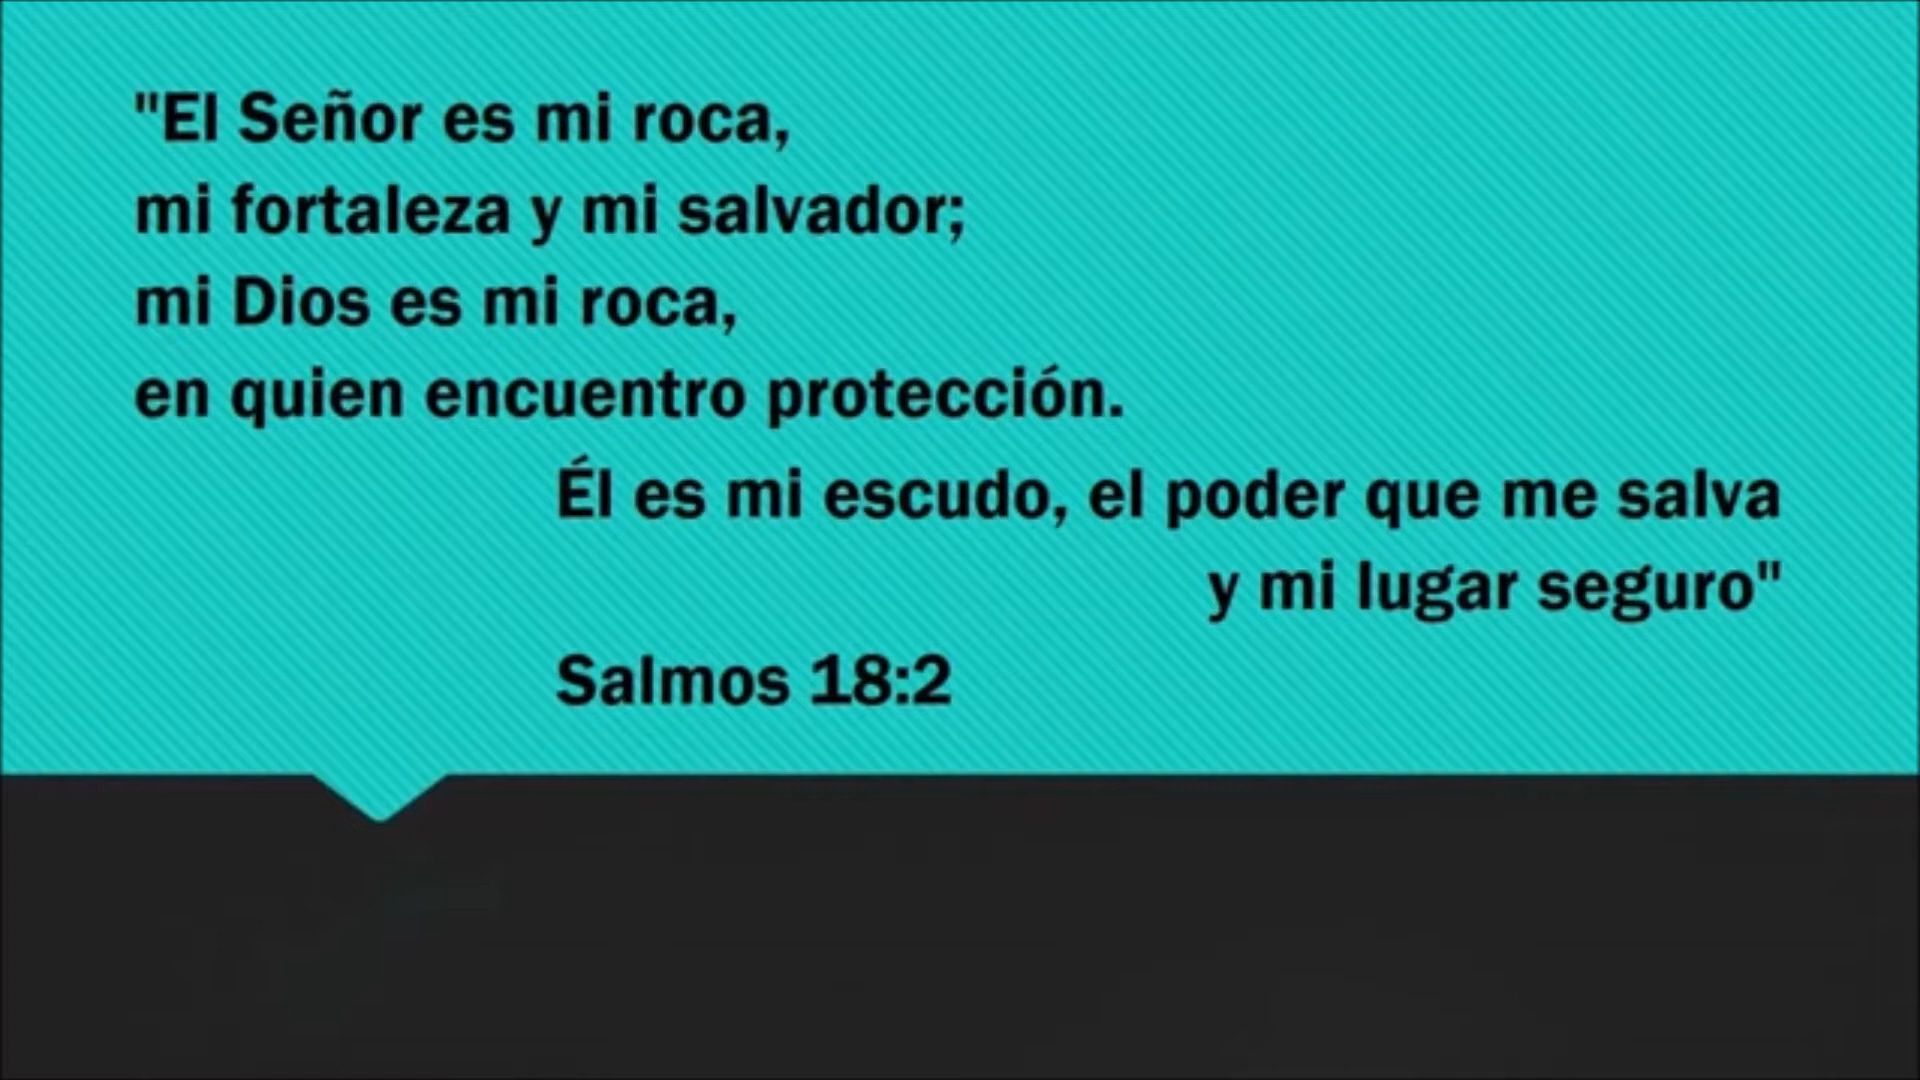 "El Señor es mi roca,
mi fortaleza y mi salvador;
mi Dios es mi roca,
en quien encuentro protección.
Él es mi escudo, el poder que me salva
y mi lugar seguro"
Salmos 18:2